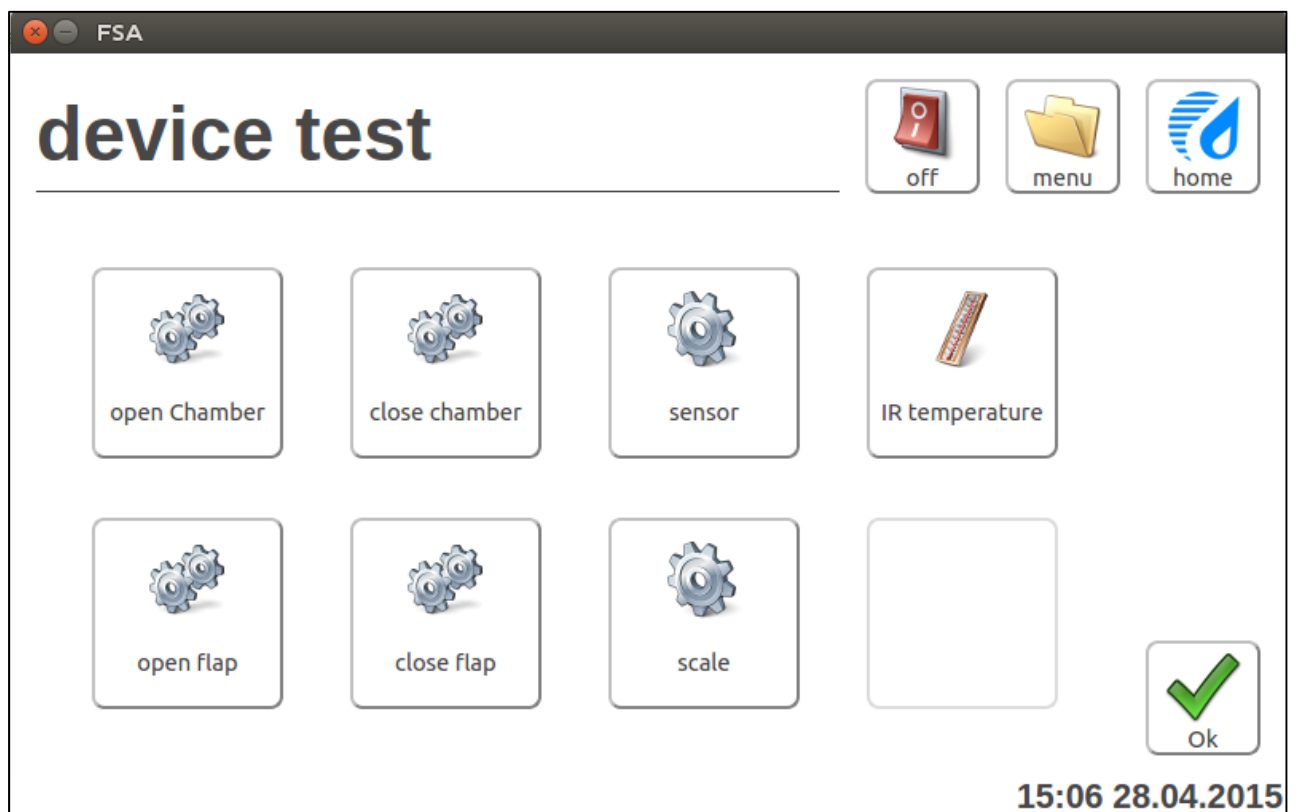 FSA
device test
off
menu
home
open Chamber
close chamber
sensor
IR temperature
open flap
close flap
scale
Ok
15:06 28.04.2015